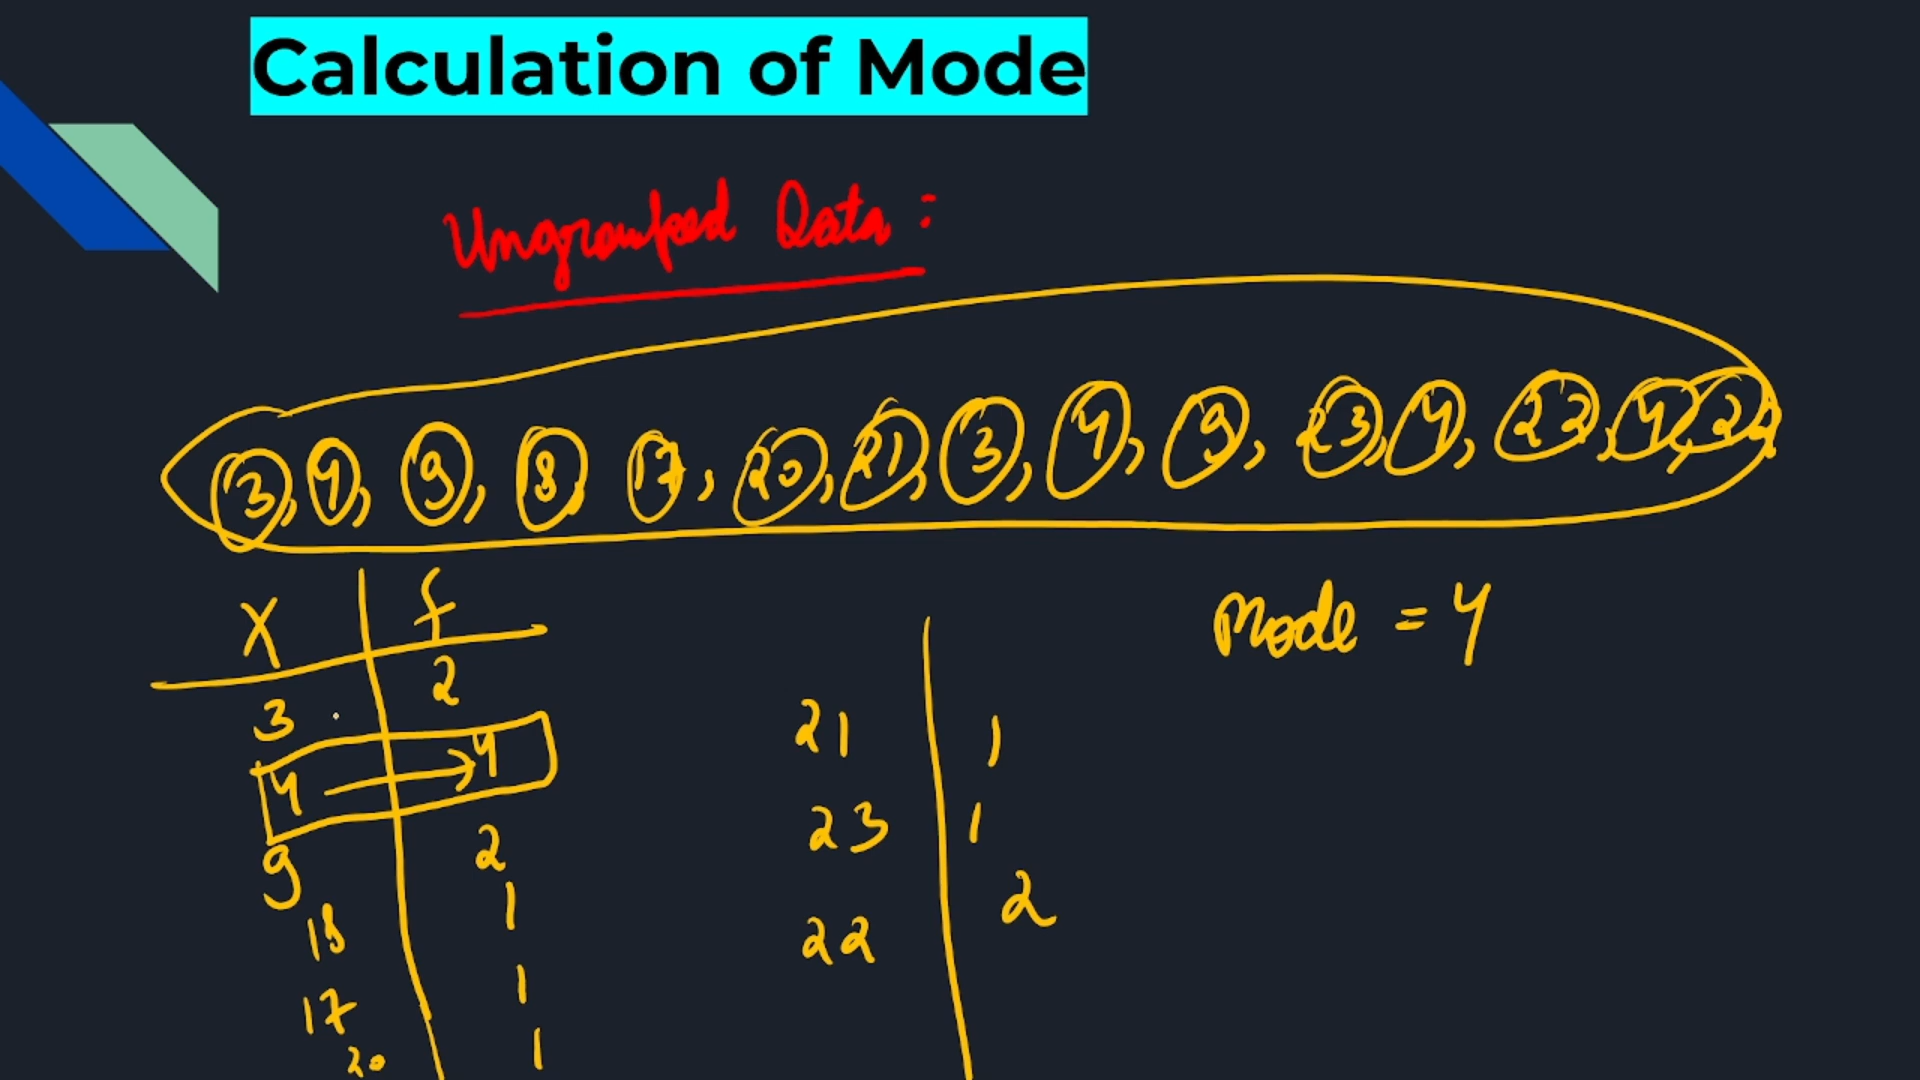 Calculation of Mode
Ungrouped Data :
3, 4, 9, 18, 17, 20, 21, 3, 4, 9, 23, 4, 22, 4, 22
X f
Mode = 4
3 2
4 → 4
9 2
18 1
17 1
20 1
21 1
23 1
22 2